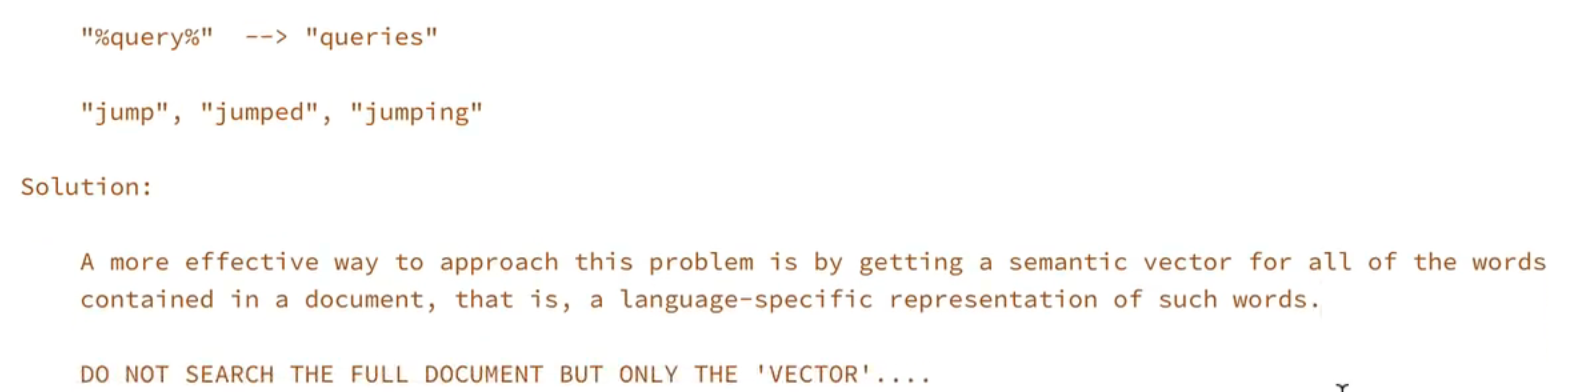 "%query%"  --> "queries"
"jump", "jumped", "jumping"
Solution:
A more effective way to approach this problem is by getting a semantic vector for all of the words
contained in a document, that is, a language-specific representation of such words.
DO NOT SEARCH THE FULL DOCUMENT BUT ONLY THE 'VECTOR'....